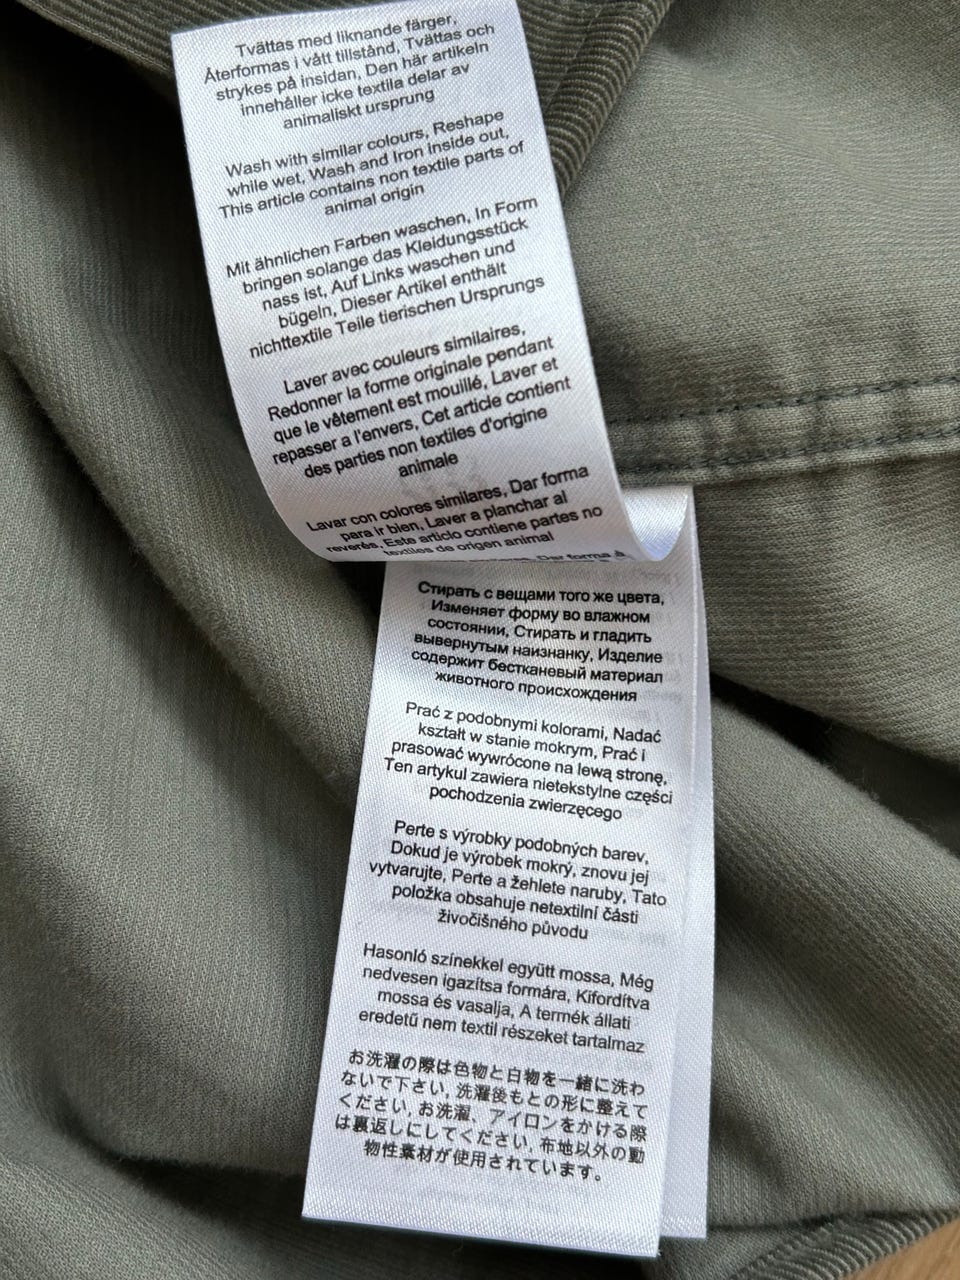 Tvättas med liknande färger,
Återformas i vått tillstånd, Tvättas och
strykes på insidan, Den här artikeln
innehåller icke textila delar av
animaliskt ursprung
Wash with similar colours, Reshape
while wet, Wash and Iron inside out,
This article contains non textile parts of
animal origin
Mit ähnlichen Farben waschen, In Form
bringen solange das Kleidungsstück
nass ist, Auf Links waschen und
bügeln, Dieser Artikel enthält
nichttextile Teile tierischen Ursprungs
Laver avec couleurs similaires,
Redonner la forme originale pendant
que le vêtement est mouillé, Laver et
repasser a l'envers, Cet article contient
des parties non textiles d'origine
animale
Lavar con colores similares, Dar forma
para ir bien, Laver a planchar al
reverés, Este articlo contiene partes no
textiles de origen animal
Dar forma á
Стирать с вещами того же цвета,
Изменяет форму во влажном
состоянии, Стирать и гладить
вывернутым наизнанку, Изделие
содержит бестканевый материал
животного происхождения
Prać z podobnymi kolorami, Nadać
kształt w stanie mokrym, Prać i
prasować wywrócone na lewą stronę,
Ten artykul zawiera nietekstylne części
pochodzenia zwierzęcego
Perte s výrobky podobných barev,
Dokud je výrobek mokrý, znovu jej
vytvarujte, Perte a žehlete naruby, Tato
položka obsahuje netextilní části
živočišného původu
Hasonló színekkel együtt mossa, Még
nedvesen igazítsa formára, Kifordítva
mossa és vasalja, A termék állati
eredetű nem textil részeket tartalmaz
お洗濯の際は色物と白物を一緒に洗わ
ないで下さい, 洗濯後もとの形に整えて
ください, お洗濯、アイロンをかける際
は裏返しにしてください, 布地以外の動
物性素材が使用されています。